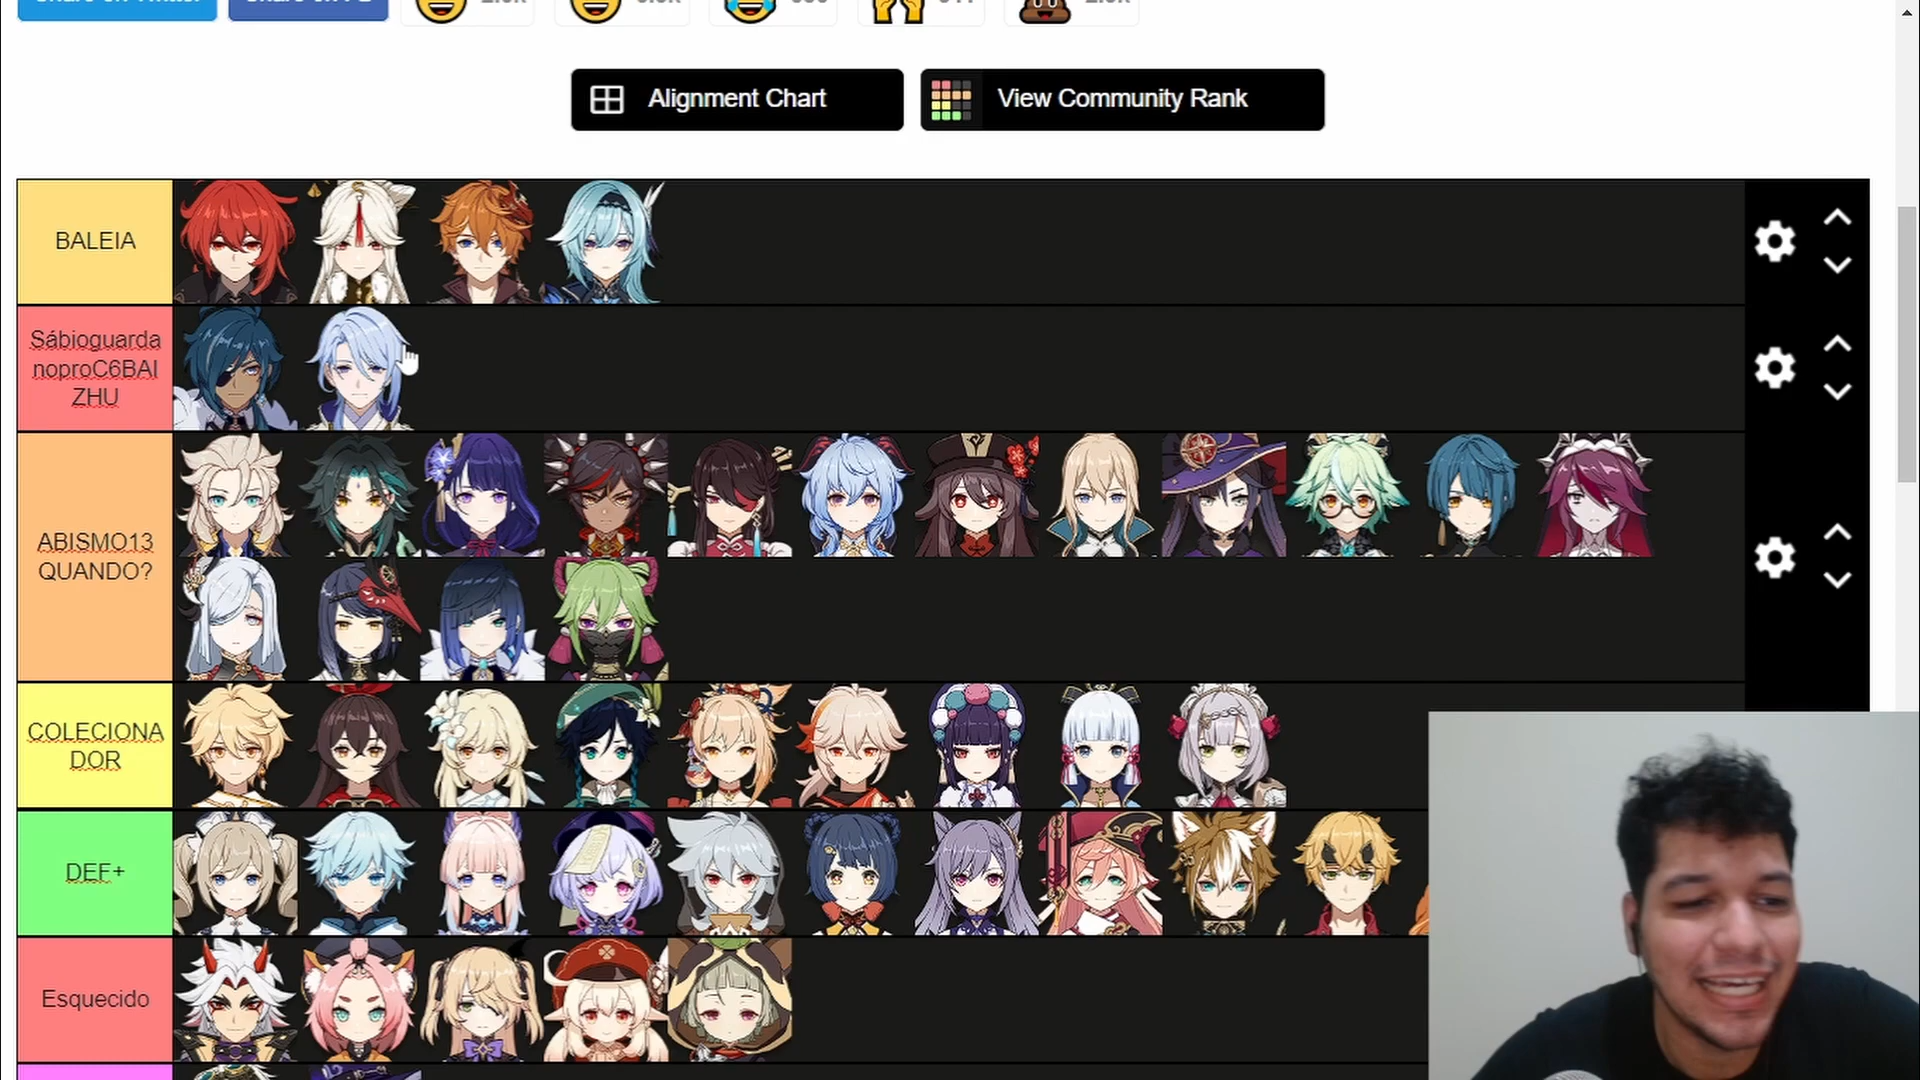 Alignment Chart
View Community Rank
BALEIA
Sábioguarda
noproC6BAI
ZHU
ABISMO13
QUANDO?
COLECIONA
DOR
DEF+
Esquecido